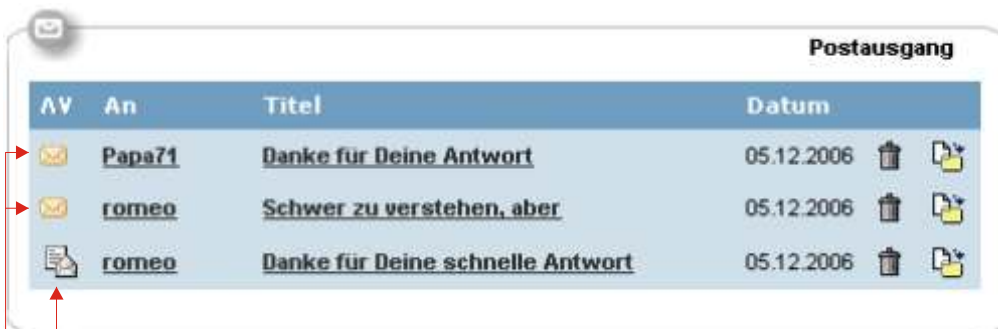 Postausgang
ΛV An Titel Datum
Papa71 Danke für Deine Antwort 05.12.2006
romeo Schwer zu verstehen, aber 05.12.2006
romeo Danke für Deine schnelle Antwort 05.12.2006